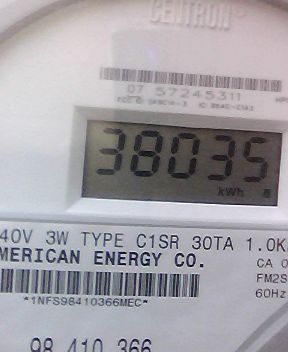 CENTRON
07 57245311
38035
kWh
40V 3W TYPE C1SR 30TA 1.0K
MERICAN ENERGY CO.
CA 0
FM2S
*1NFS98410366MEC*
60Hz
98 410 366